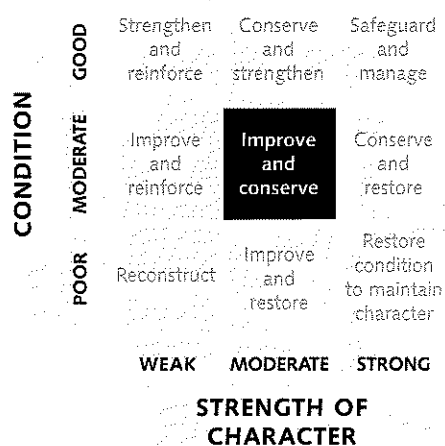 CONDITION
GOOD
Strengthen
and
reinforce
Conserve
and
strengthen
Safeguard
and
manage
MODERATE
Improve
and
reinforce
Improve
and
conserve
Conserve
and
restore
POOR
Reconstruct
Improve
and
restore
Restore
condition
to maintain
character
WEAK MODERATE STRONG
STRENGTH OF
CHARACTER